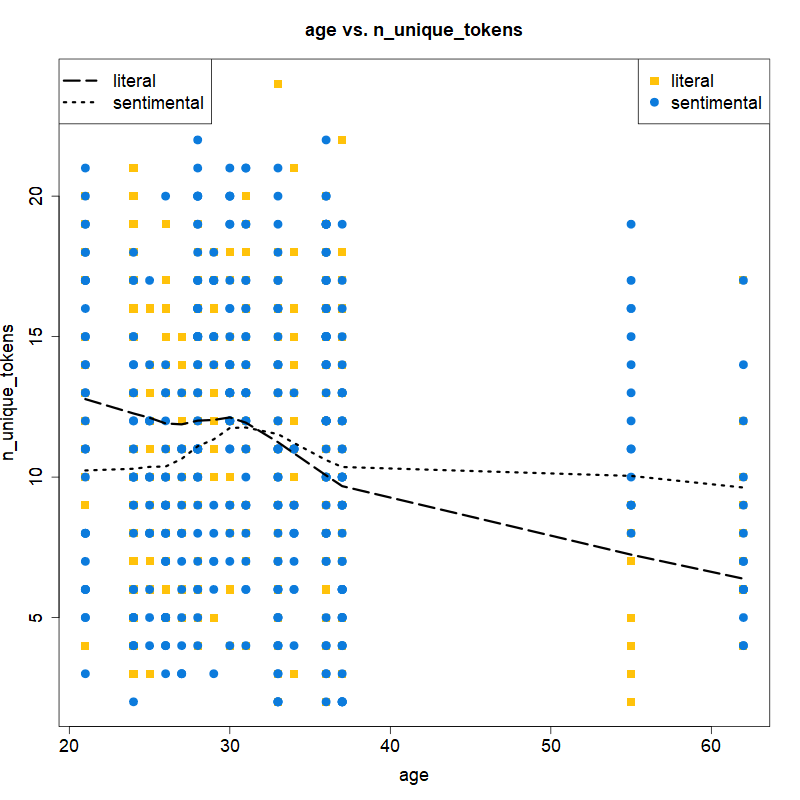 age vs. n_unique_tokens
literal
sentimental
literal
sentimental
n_unique_tokens
20
15
10
5
20 30 40 50 60
age